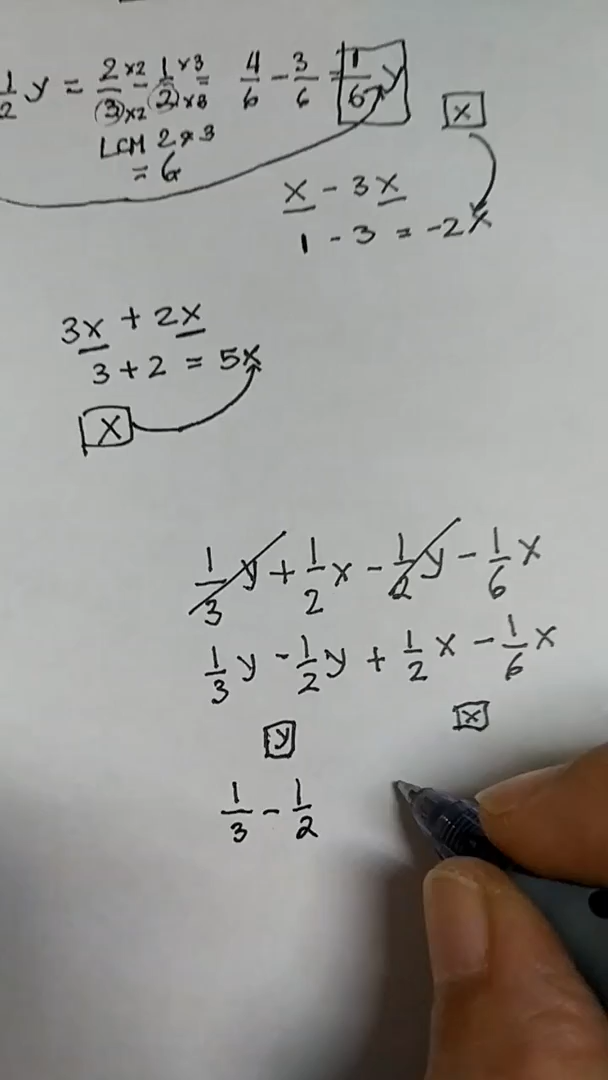 1/2 y = 2×2/3×2 - 1×3/2×3 = 4/6 - 3/6 = 1/6 y
LCM 2×3
= 6
x
x - 3x
1 - 3 = -2x
3x + 2x
3 + 2 = 5x
x
1/3 y + 1/2 x - 1/2 y - 1/6 x
1/3 y - 1/2 y + 1/2 x - 1/6 x
y x
1/3 - 1/2